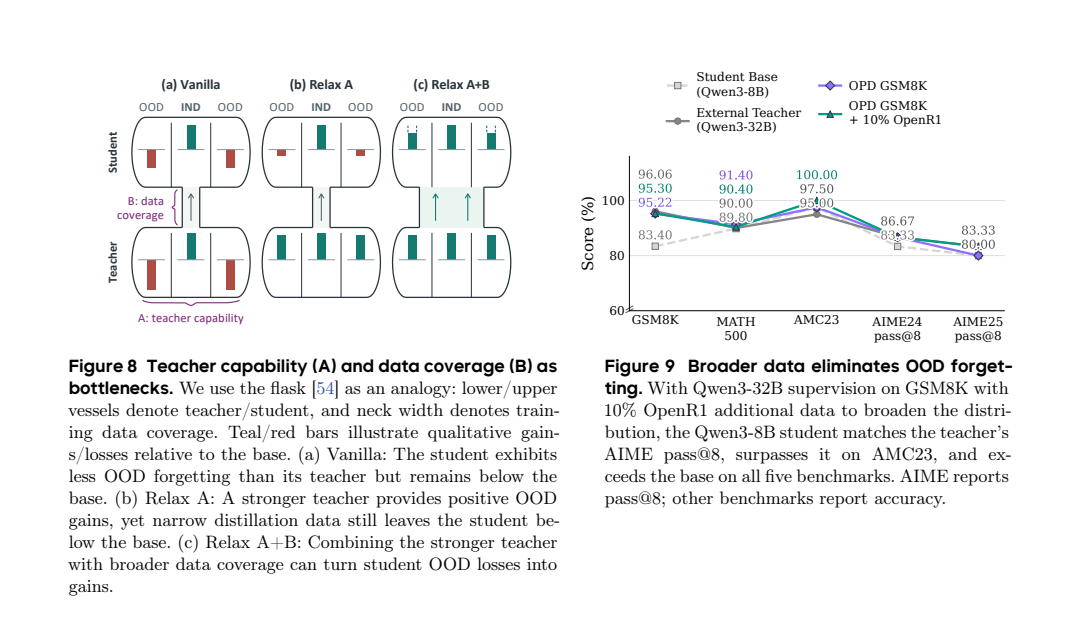 (a) Vanilla
(b) Relax A
(c) Relax A+B
OOD IND OOD
OOD IND OOD
OOD IND OOD
Student
B: data
coverage
Teacher
A: teacher capability
Figure 8 Teacher capability (A) and data coverage (B) as
bottlenecks. We use the flask [54] as an analogy: lower/upper
vessels denote teacher/student, and neck width denotes train-
ing data coverage. Teal/red bars illustrate qualitative gain-
s/losses relative to the base. (a) Vanilla: The student exhibits
less OOD forgetting than its teacher but remains below the
base. (b) Relax A: A stronger teacher provides positive OOD
gains, yet narrow distillation data still leaves the student be-
low the base. (c) Relax A+B: Combining the stronger teacher
with broader data coverage can turn student OOD losses into
gains.
Student Base
(Qwen3-8B)
External Teacher
(Qwen3-32B)
OPD GSM8K
OPD GSM8K
+ 10% OpenR1
Score (%)
100
80
60
96.06
95.30
95.22
83.40
91.40
90.40
90.00
89.80
100.00
97.50
95.00
86.67
83.33
83.33
80.00
GSM8K
MATH
500
AMC23
AIME24
pass@8
AIME25
pass@8
Figure 9 Broader data eliminates OOD forget-
ting. With Qwen3-32B supervision on GSM8K with
10% OpenR1 additional data to broaden the distri-
bution, the Qwen3-8B student matches the teacher's
AIME pass@8, surpasses it on AMC23, and ex-
ceeds the base on all five benchmarks. AIME reports
pass@8; other benchmarks report accuracy.